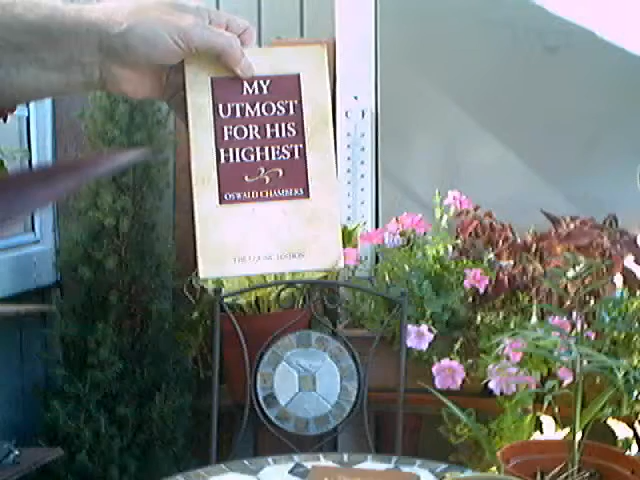 MY
UTMOST
FOR HIS
HIGHEST
OSWALD CHAMBERS
THE CLASSIC EDITION